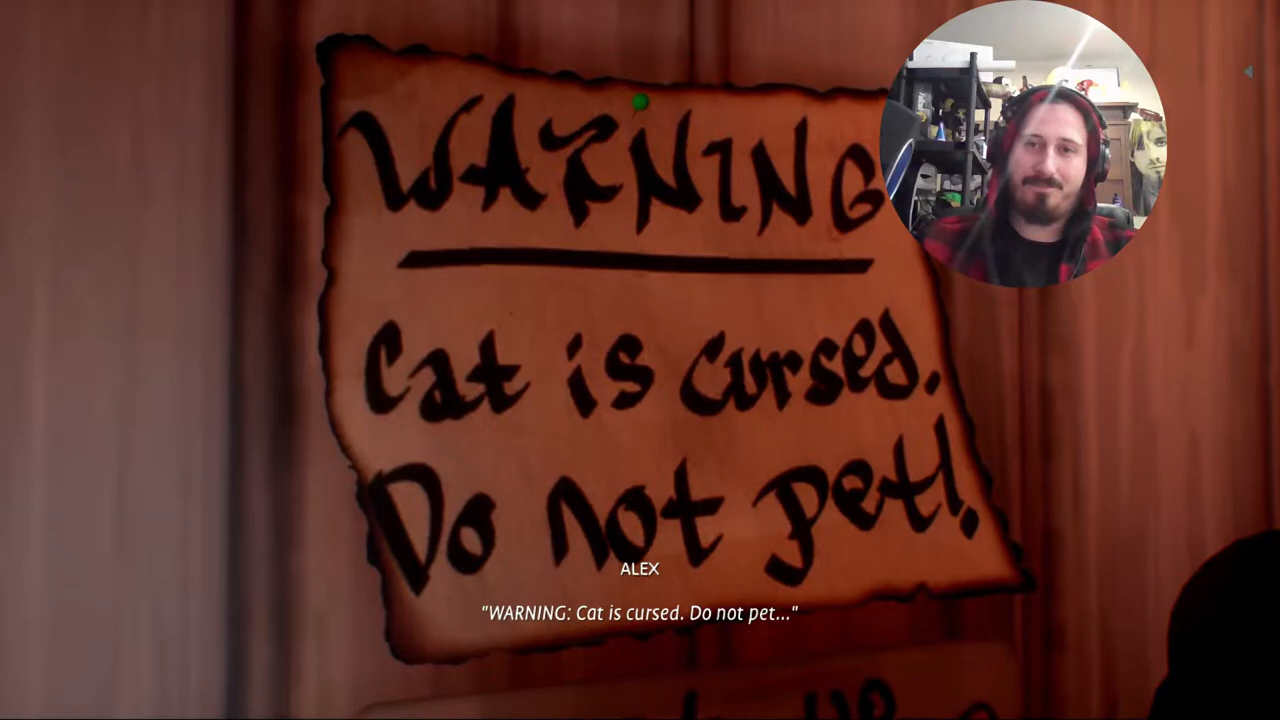 WARNING
Cat is cursed.
Do not pet!
ALEX
"WARNING: Cat is cursed. Do not pet..."